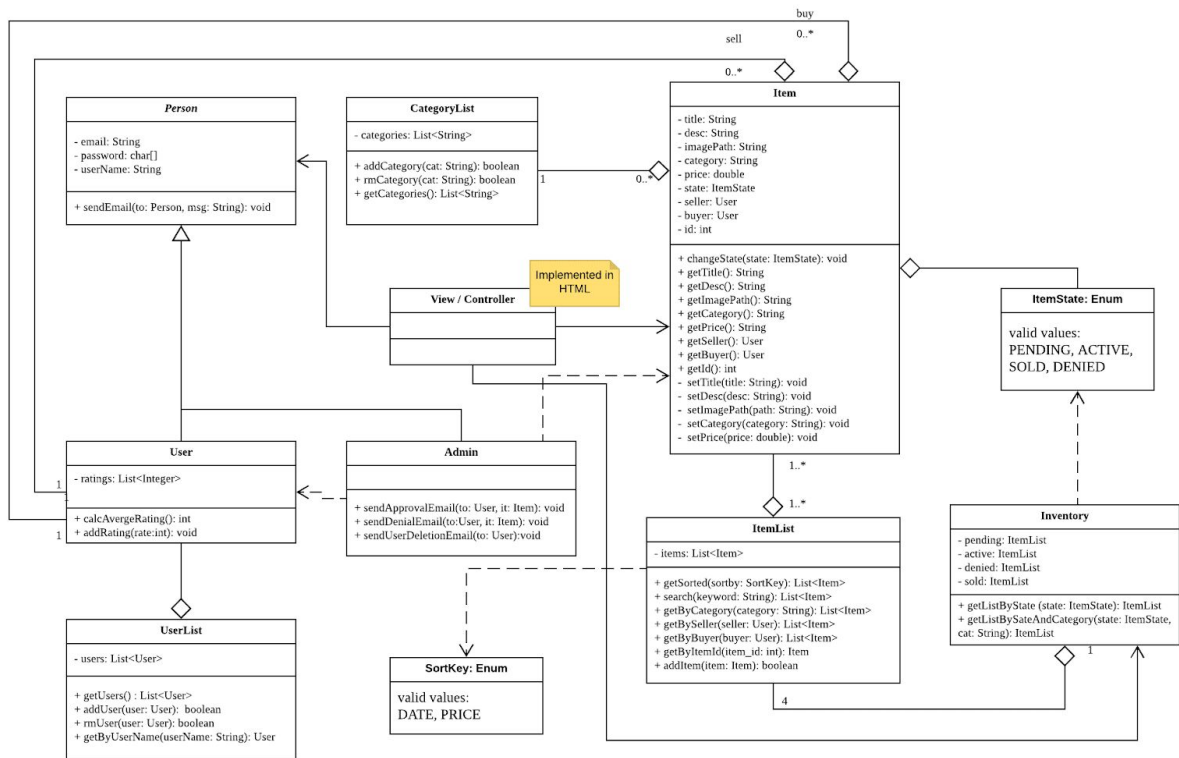 buy
0..*
sell
0..*
Person
- email: String
- password: char[]
- userName: String
+ sendEmail(to: Person, msg: String): void
CategoryList
- categories: List<String>
+ addCategory(cat: String): boolean
+ rmCategory(cat: String): boolean
+ getCategories(): List<String>
1
0..*
Item
- title: String
- desc: String
- imagePath: String
- category: String
- price: double
- state: ItemState
- seller: User
- buyer: User
- id: int
+ changeState(state: ItemState): void
+ getTitle(): String
+ getDesc(): String
+ getImagePath(): String
+ getCategory(): String
+ getPrice(): String
+ getSeller(): User
+ getBuyer(): User
+ getId(): int
- setTitle(title: String): void
- setDesc(desc: String): void
- setImagePath(path: String): void
- setCategory(category: String): void
- setPrice(price: double): void
Implemented in
HTML
View / Controller
ItemState: Enum
valid values:
PENDING, ACTIVE,
SOLD, DENIED
User
- ratings: List<Integer>
+ calcAvergeRating(): int
+ addRating(rate:int): void
1
1
1
Admin
+ sendApprovalEmail(to: User, it: Item): void
+ sendDenialEmail(to:User, it: Item): void
+ sendUserDeletionEmail(to: User):void
1..*
1..*
ItemList
- items: List<Item>
+ getSorted(sortby: SortKey): List<Item>
+ search(keyword: String): List<Item>
+ getByCategory(category: String): List<Item>
+ getBySeller(seller: User): List<Item>
+ getByBuyer(buyer: User): List<Item>
+ getByItemId(item_id: int): Item
+ addItem(item: Item): boolean
Inventory
- pending: ItemList
- active: ItemList
- denied: ItemList
- sold: ItemList
+ getListByState (state: ItemState): ItemList
+ getListBySateAndCategory(state: ItemState,
cat: String): ItemList
1
4
UserList
- users: List<User>
+ getUsers() : List<User>
+ addUser(user: User): boolean
+ rmUser(user: User): boolean
+ getByUserName(userName: String): User
SortKey: Enum
valid values:
DATE, PRICE